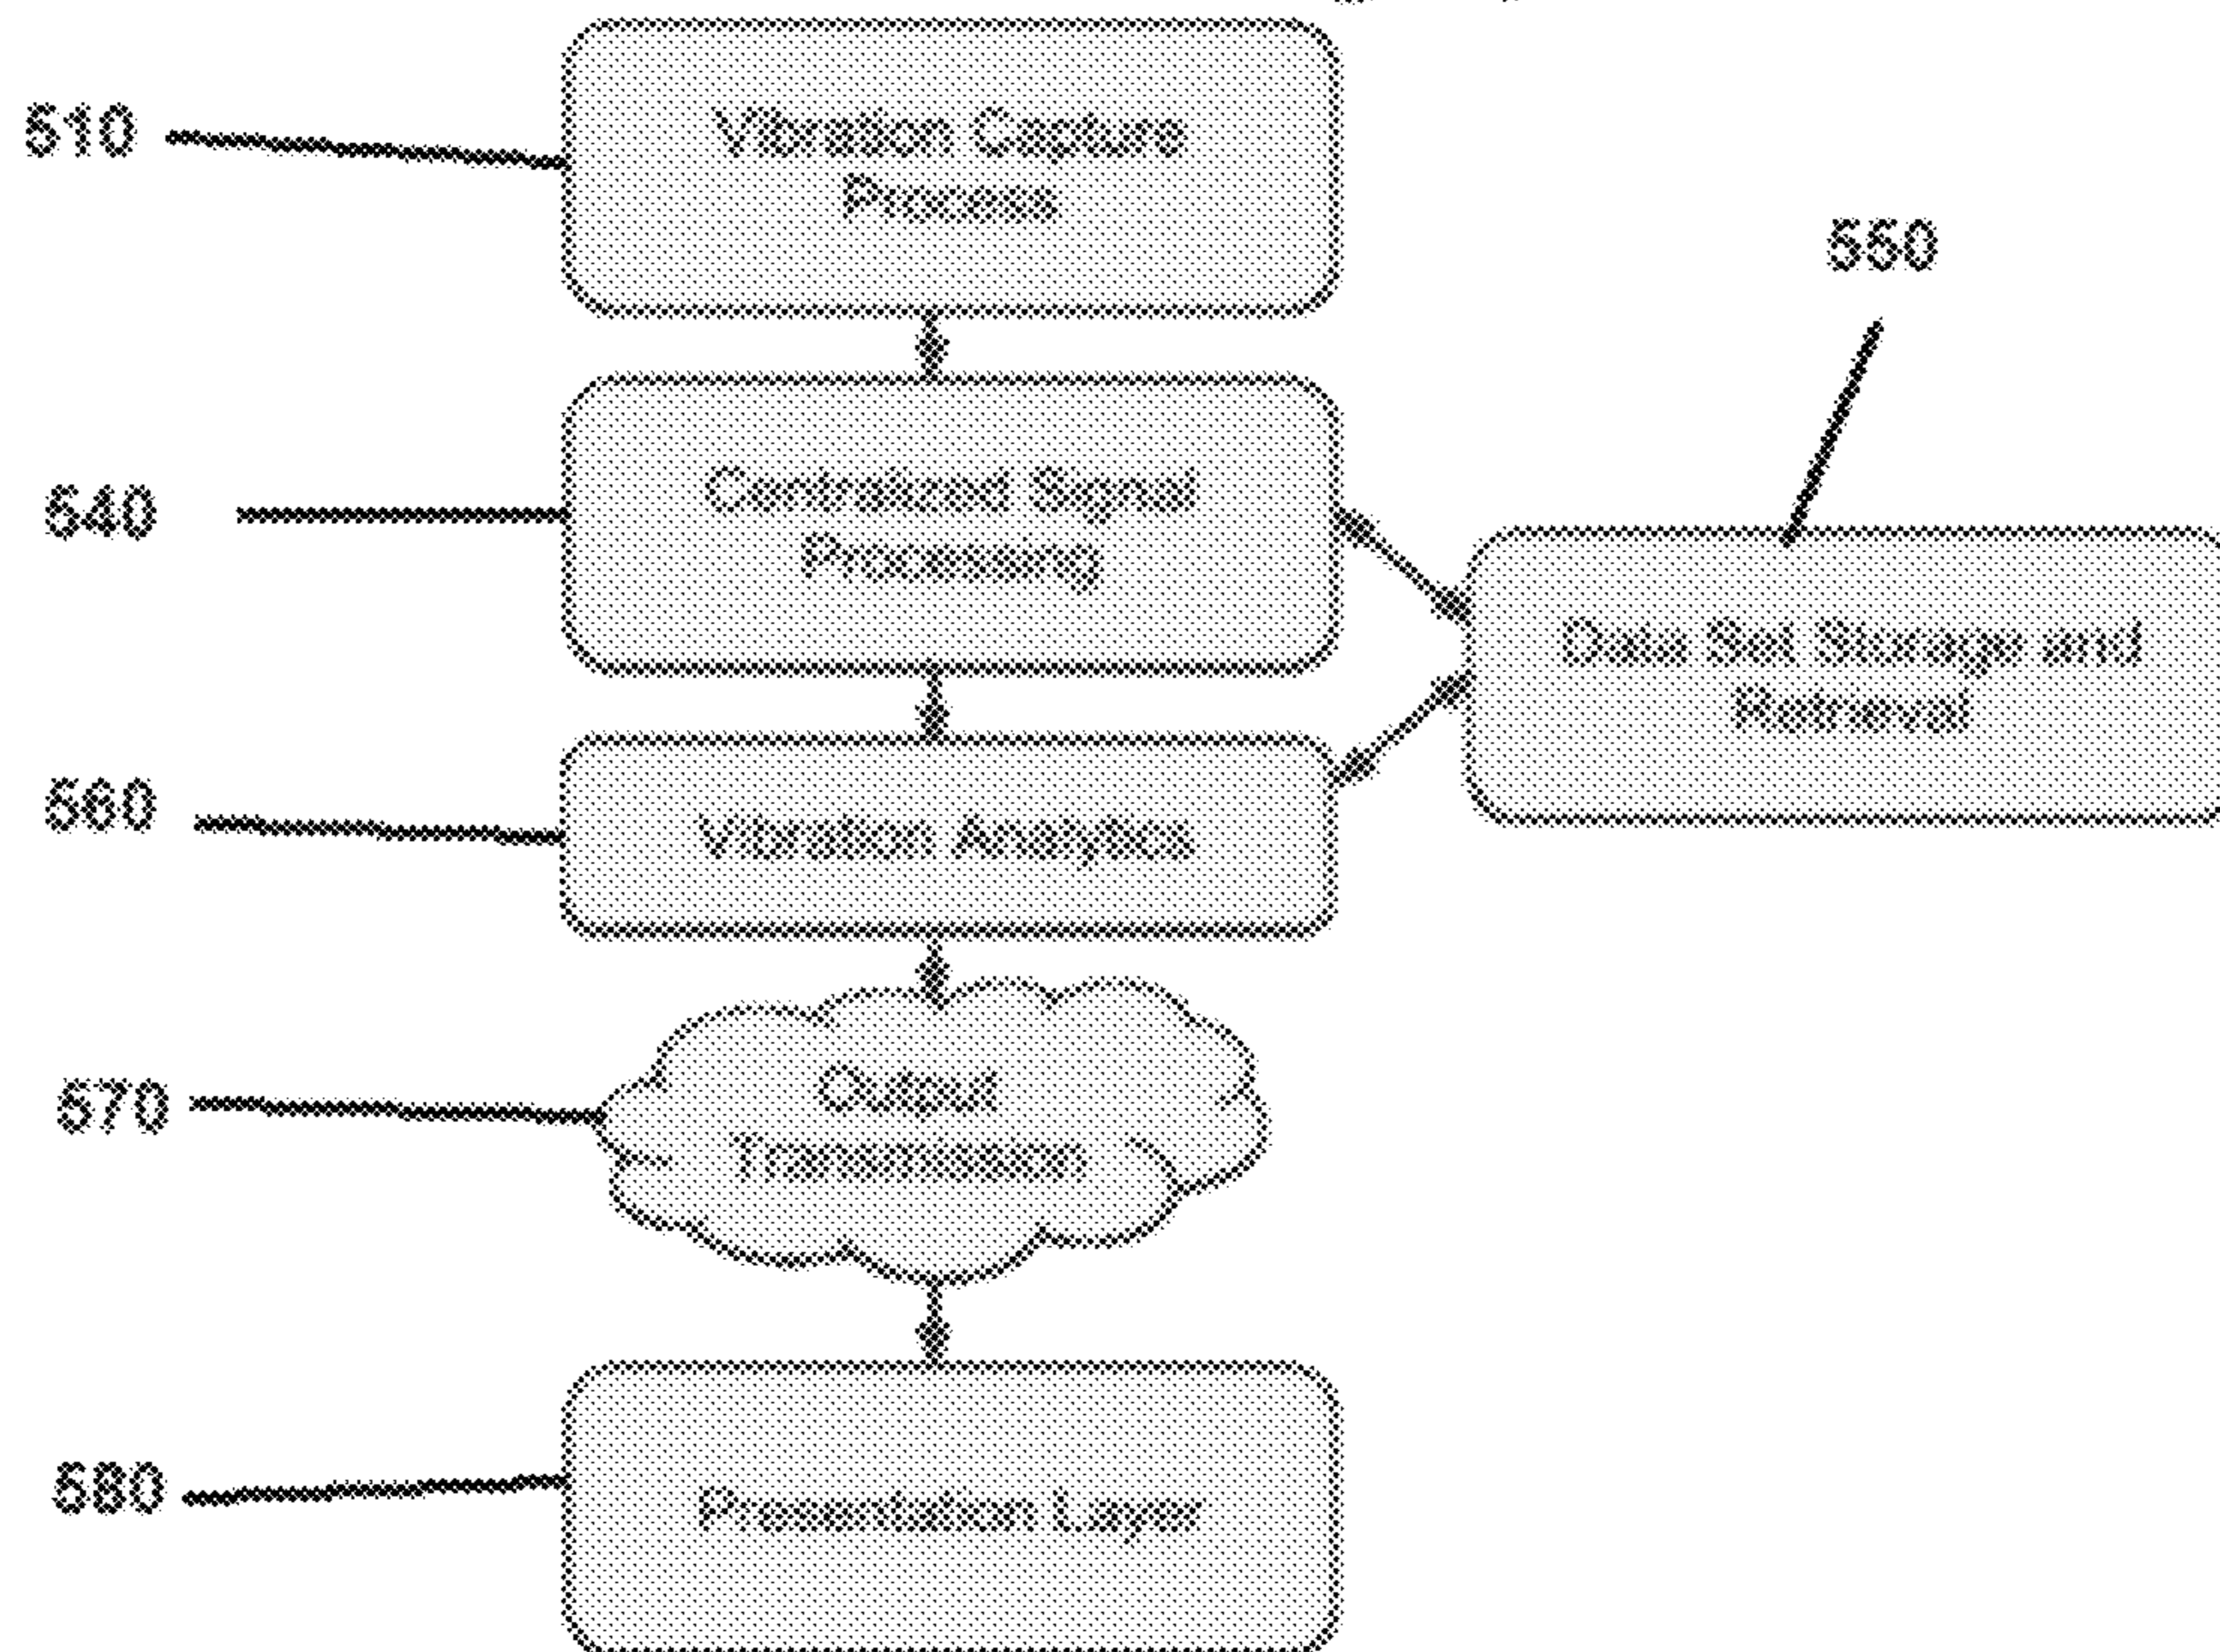 510
Vibration Capture
Process
550
540
Centralized Signal
Processing
Data Set Storage and
Retrieval
560
Vibration Analytics
570
Output
Transmission
580
Presentation Layer